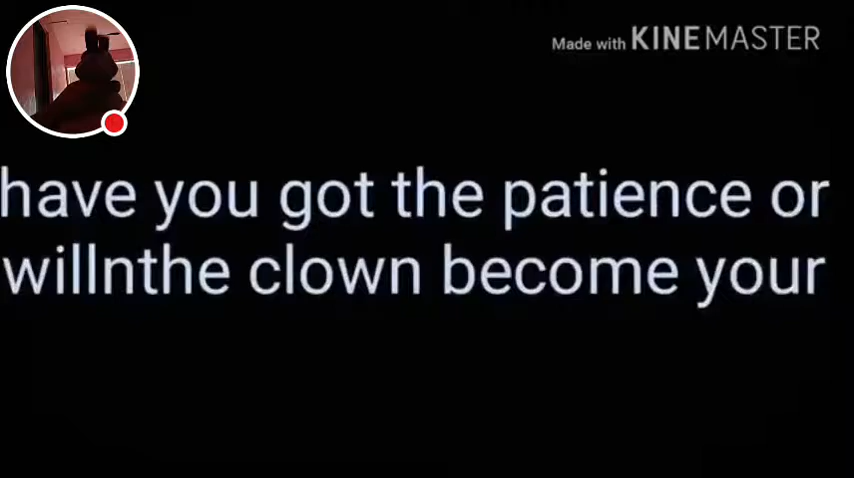 Made with KINEMASTER
have you got the patience or
willnthe clown become your